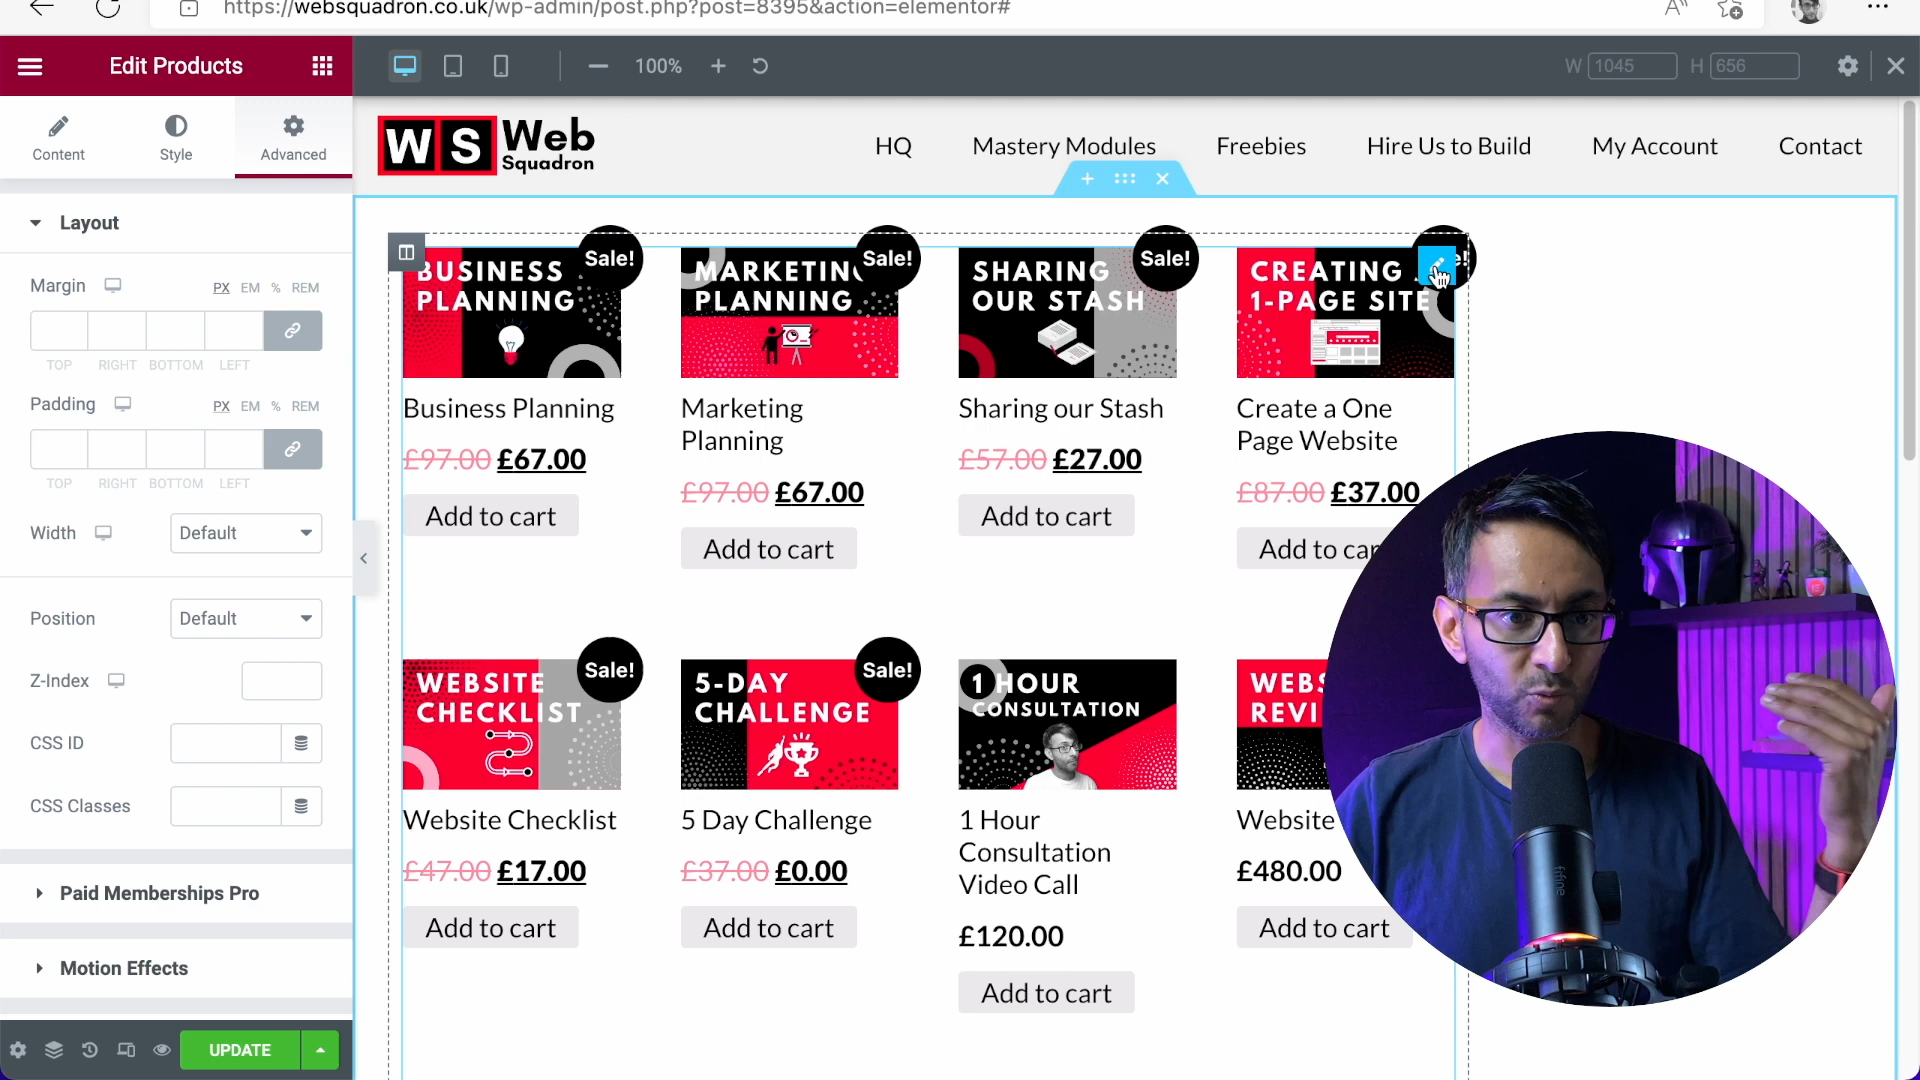 https://websquadron.co.uk/wp-admin/post.php?post=8395&action=elementor#
Edit Products
100%
W 1045 H 656
Content
Style
Advanced
WS Web
Squadron
HQ
Mastery Modules
Freebies
Hire Us to Build
My Account
Contact
Layout
Margin
PX EM % REM
TOP RIGHT BOTTOM LEFT
Padding
PX EM % REM
TOP RIGHT BOTTOM LEFT
Width
Default
Position
Default
Z-Index
CSS ID
CSS Classes
Paid Memberships Pro
Motion Effects
UPDATE
Sale!
BUSINESS
PLANNING
Business Planning
£97.00 £67.00
Add to cart
Sale!
MARKETING
PLANNING
Marketing
Planning
£97.00 £67.00
Add to cart
Sale!
SHARING
OUR STASH
Sharing our Stash
£57.00 £27.00
Add to cart
CREATING
1-PAGE SITE
Create a One
Page Website
£87.00 £37.00
Add to car
Sale!
WEBSITE
CHECKLIST
Website Checklist
£47.00 £17.00
Add to cart
Sale!
5-DAY
CHALLENGE
5 Day Challenge
£37.00 £0.00
Add to cart
1 HOUR
CONSULTATION
1 Hour
Consultation
Video Call
£120.00
Add to cart
WEBS
REVI
Website
£480.00
Add to cart
fifine